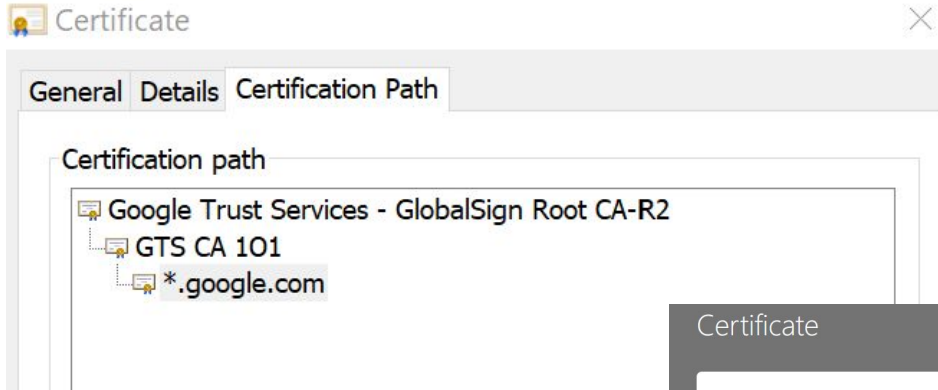 Certificate
General Details Certification Path
Certification path
Google Trust Services - GlobalSign Root CA-R2
GTS CA 1O1
*.google.com
Certificate